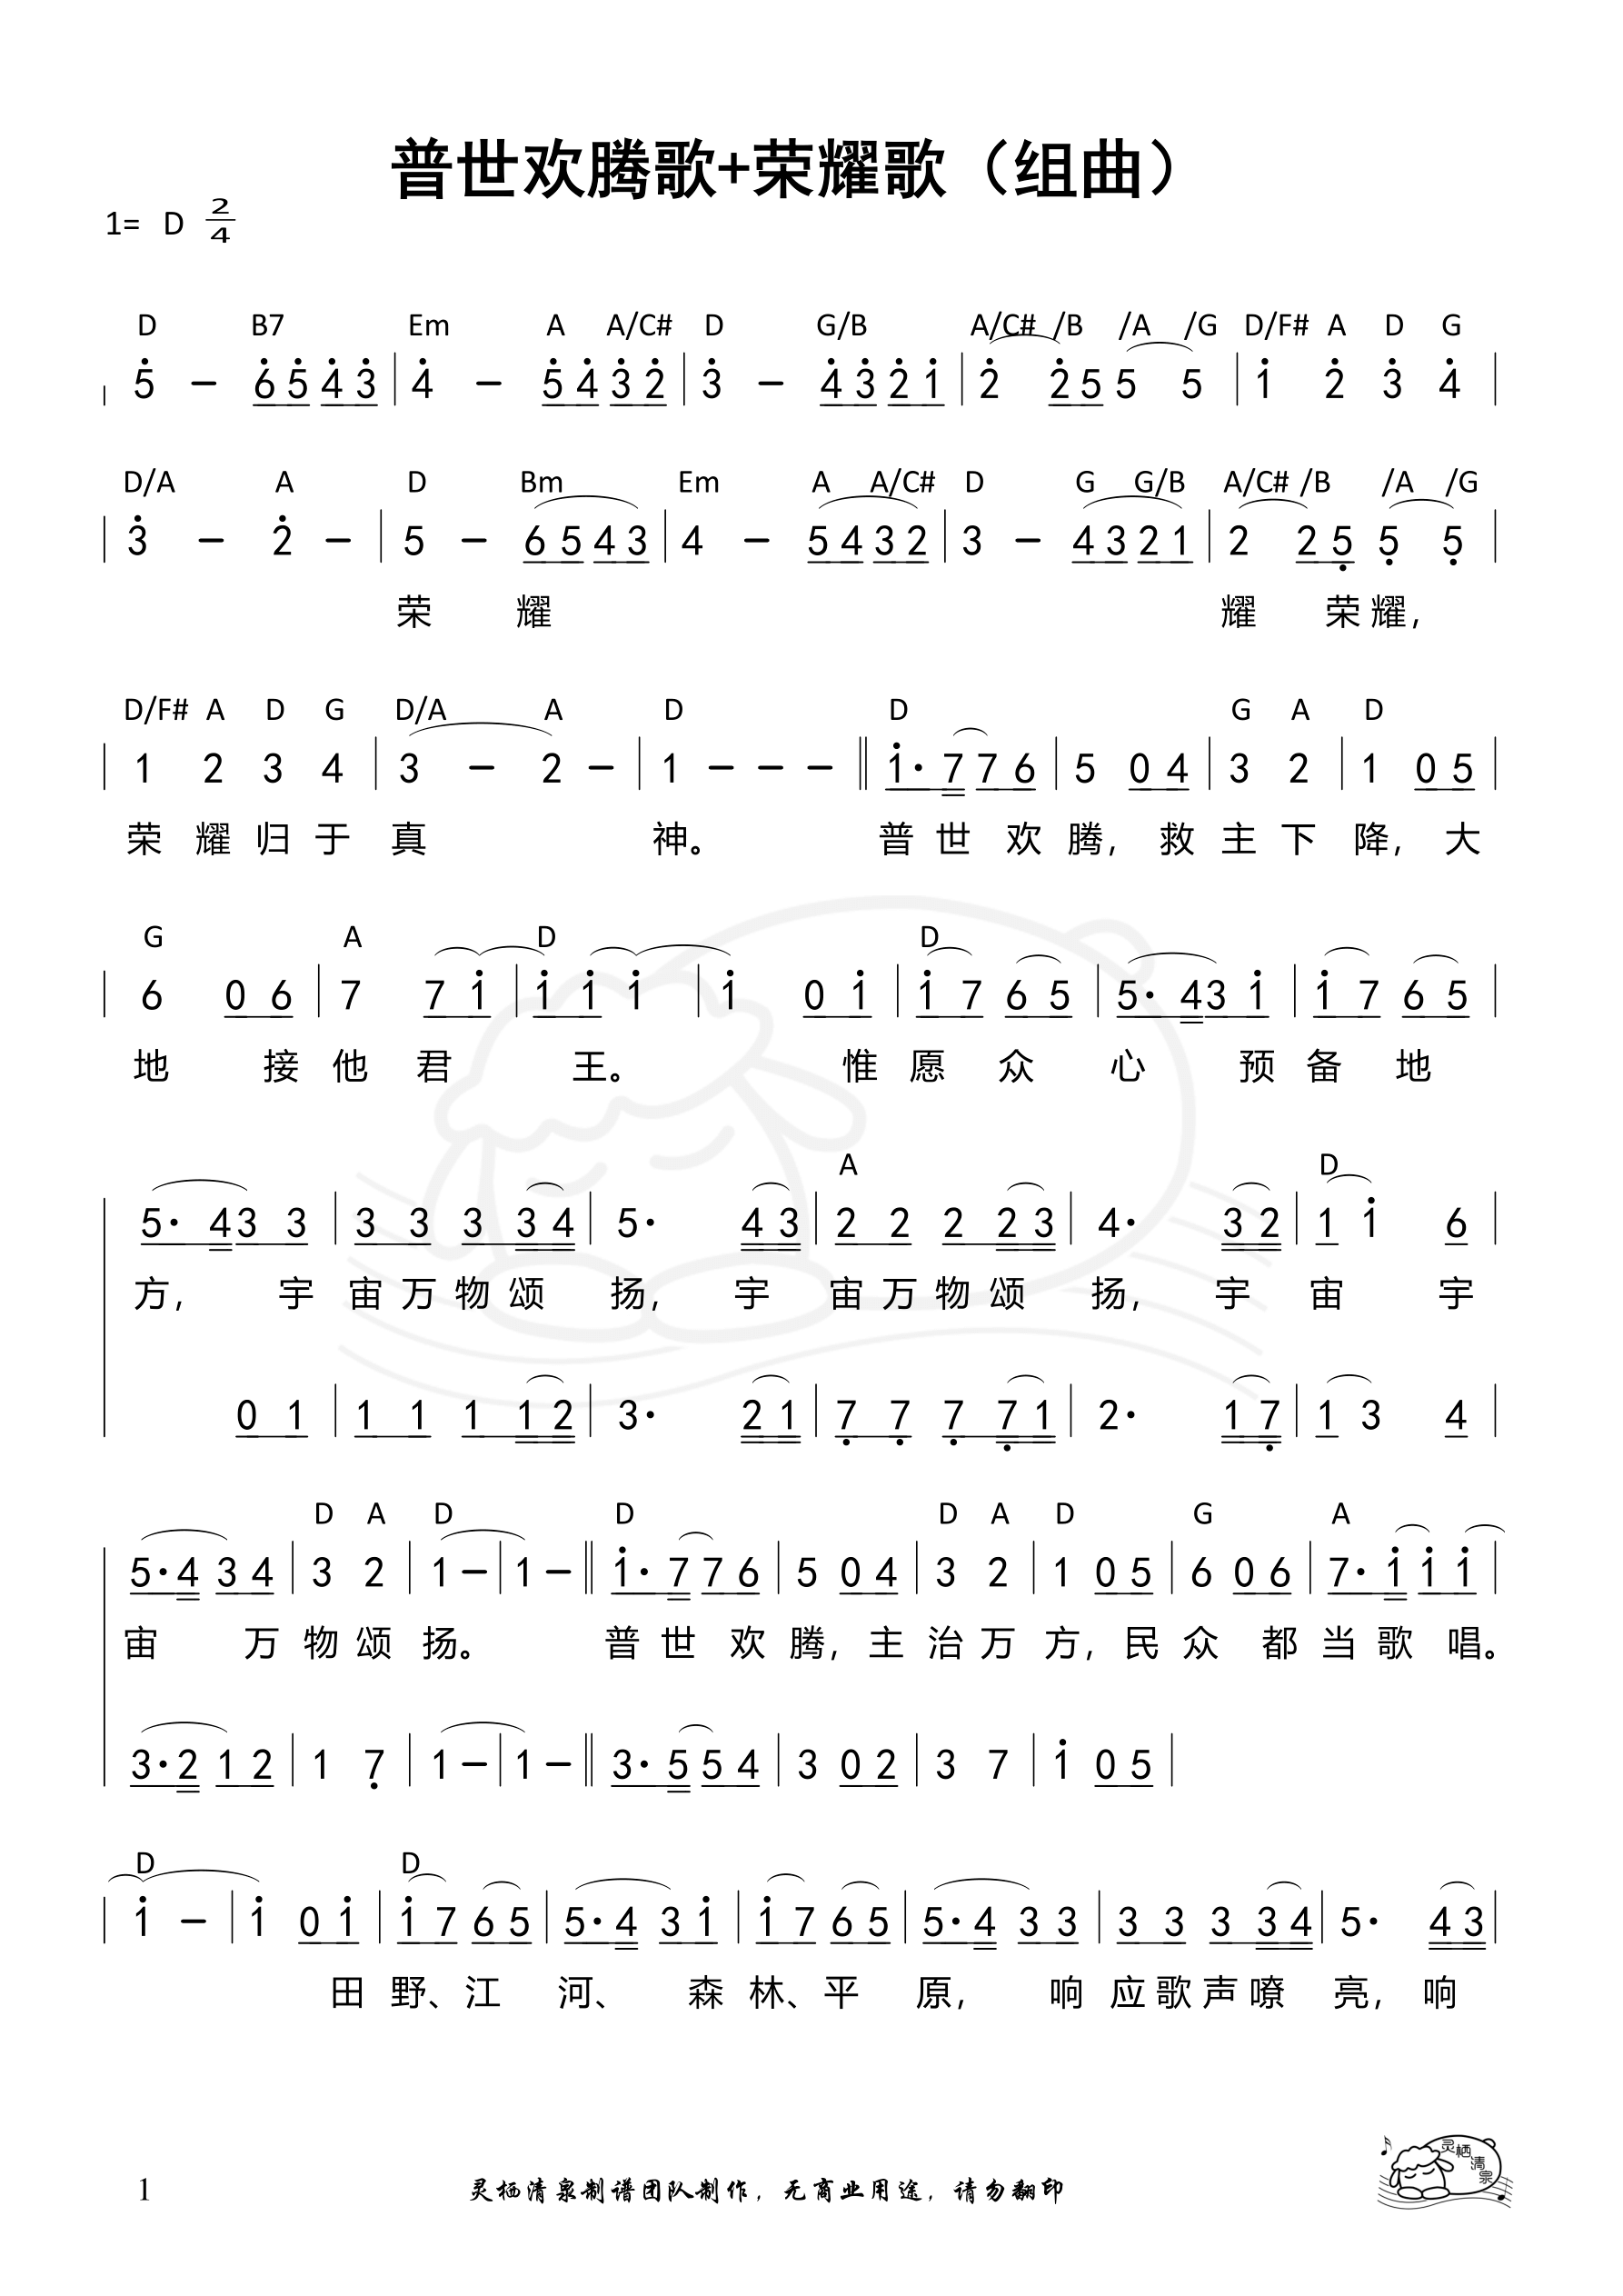 普世欢腾歌+荣耀歌（组曲）
1= D 2/4
D B7 Em A A/C# D G/B A/C# /B /A /G D/F# A D G
5 – 6 5 4 3 | 4 – 5 4 3 2 | 3 – 4 3 2 1 | 2 2 5 5 5 | 1 2 3 4 |
D/A A D Bm Em A A/C# D G G/B A/C# /B /A /G
| 3 – 2 – | 5 – 6 5 4 3 | 4 – 5 4 3 2 | 3 – 4 3 2 1 | 2 2 5 5 5 |
荣 耀 耀 荣 耀，
D/F# A D G D/A A D D G A D
| 1 2 3 4 | 3 – 2 – | 1 – – – || 1· 7 7 6 | 5 0 4 | 3 2 | 1 0 5 |
荣 耀 归 于 真 神。 普 世 欢 腾， 救 主 下 降， 大
G A D D
| 6 0 6 | 7 7 1 | 1 1 1 | 1 0 1 | 1 7 6 5 | 5· 4 3 1 | 1 7 6 5 |
地 接 他 君 王。 惟 愿 众 心 预 备 地
A D
5· 4 3 3 | 3 3 3 3 4 | 5· 4 3 | 2 2 2 2 3 | 4· 3 2 | 1 1 6 |
方， 宇 宙 万 物 颂 扬， 宇 宙 万 物 颂 扬， 宇 宙 宇
0 1 | 1 1 1 1 2 | 3· 2 1 | 7 7 7 7 1 | 2· 1 7 | 1 3 4 |
D A D D D A D G A
5· 4 3 4 | 3 2 | 1 – | 1 – || 1· 7 7 6 | 5 0 4 | 3 2 | 1 0 5 | 6 0 6 | 7· 1 1 1 |
宙 万 物 颂 扬。 普 世 欢 腾， 主 治 万 方， 民 众 都 当 歌 唱。
3· 2 1 2 | 1 7 | 1 – | 1 – || 3· 5 5 4 | 3 0 2 | 3 7 | 1 0 5 |
D D
| 1 – | 1 0 1 | 1 7 6 5 | 5· 4 3 1 | 1 7 6 5 | 5· 4 3 3 | 3 3 3 3 4 | 5· 4 3 |
田 野、 江 河、 森 林、 平 原， 响 应 歌 声 嘹 亮， 响
1
灵栖清泉制谱团队制作，无商业用途，请勿翻印
灵栖清泉